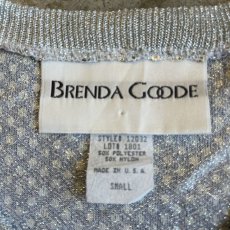 BRENDA GOODE
STYLE# 12032
LOT# 1801
50% POLYESTER
50% NYLON
MADE IN U.S.A.
SMALL